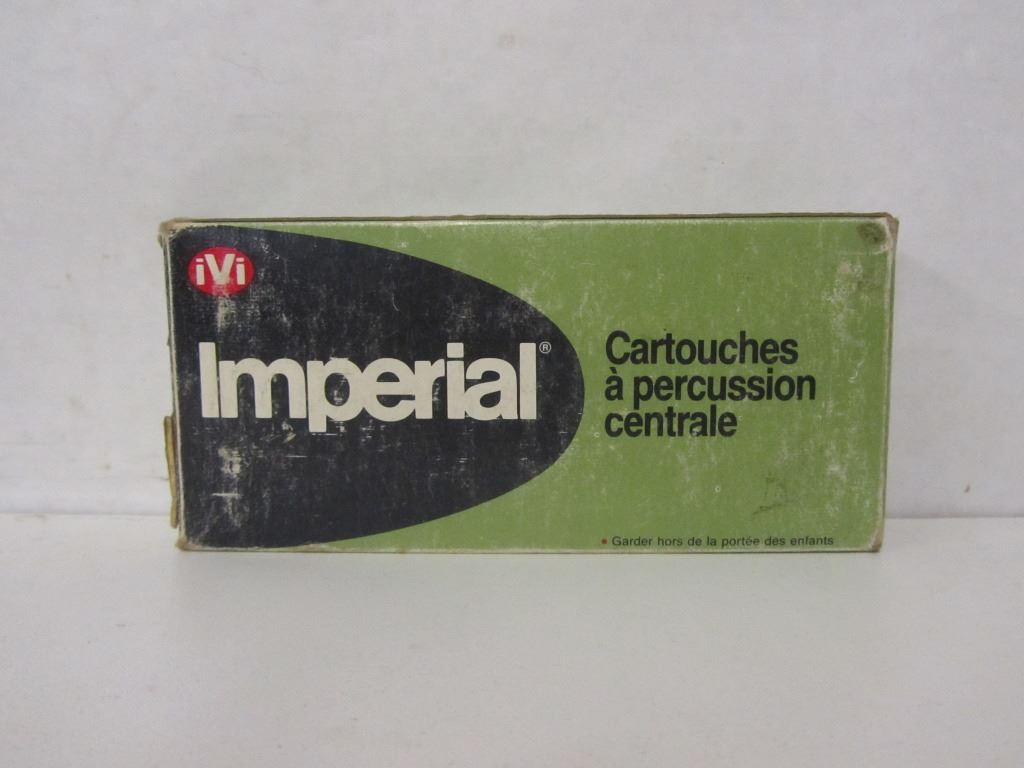 iVi
Imperial®
Cartouches
à percussion
centrale
• Garder hors de la portée des enfants